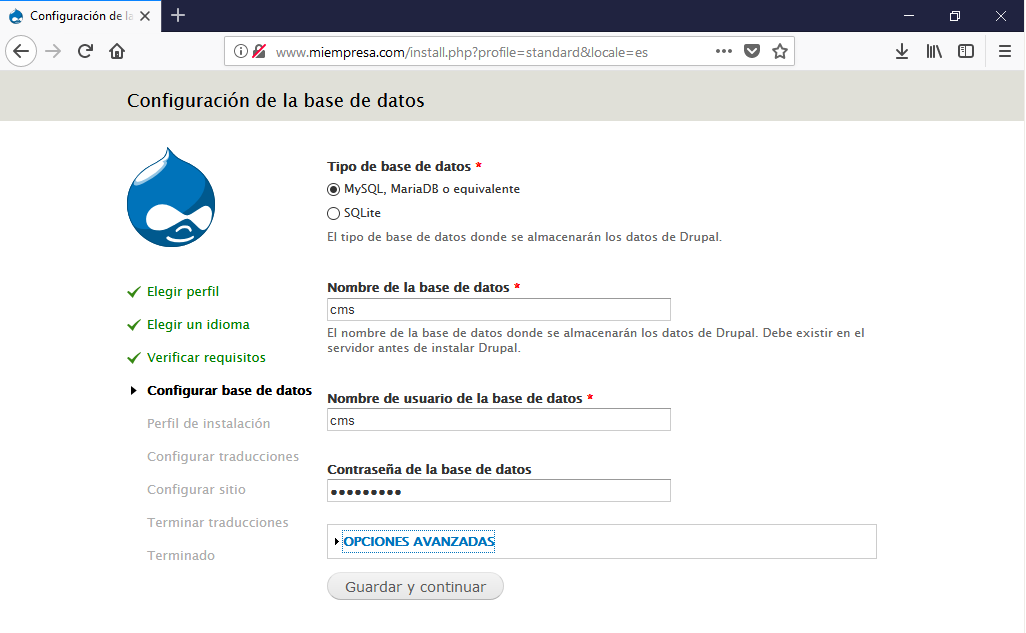 Configuración de la
www.miempresa.com/install.php?profile=standard&locale=es
Configuración de la base de datos
Tipo de base de datos *
MySQL, MariaDB o equivalente
SQLite
El tipo de base de datos donde se almacenarán los datos de Drupal.
Elegir perfil
Elegir un idioma
Verificar requisitos
Configurar base de datos
Perfil de instalación
Configurar traducciones
Configurar sitio
Terminar traducciones
Terminado
Nombre de la base de datos *
cms
El nombre de la base de datos donde se almacenarán los datos de Drupal. Debe existir en el
servidor antes de instalar Drupal.
Nombre de usuario de la base de datos *
cms
Contraseña de la base de datos
•••••••••
OPCIONES AVANZADAS
Guardar y continuar